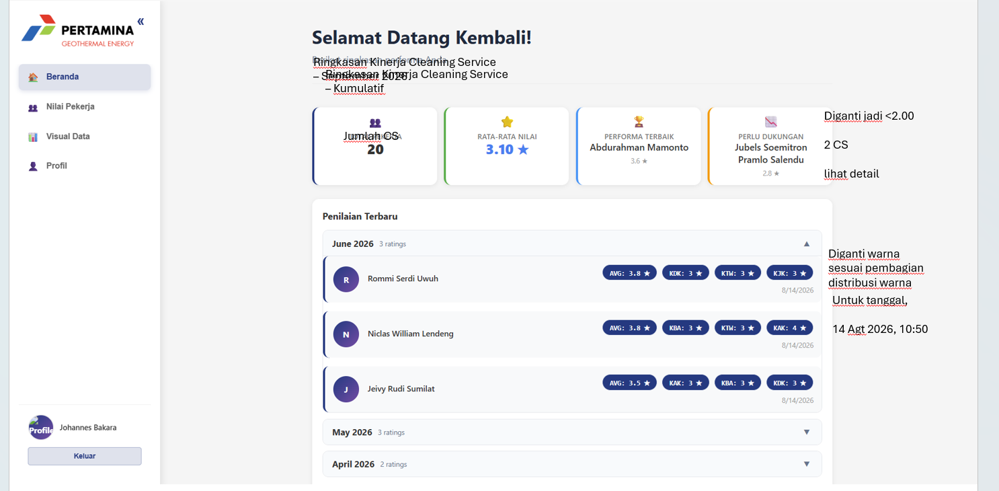 PERTAMINA
GEOTHERMAL ENERGY
«
Beranda
Nilai Pekerja
Visual Data
Profil
Profile
Johannes Bakara
Keluar
Selamat Datang Kembali!
Berikut ringkasan performa Anda
Ringkasan Kinerja Cleaning Service
– September 2026
Ringkasan Kinerja Cleaning Service
– Kumulatif
Jumlah CS
20
RATA-RATA NILAI
3.10 ★
PERFORMA TERBAIK
Abdurahman Mamonto
3.6 ★
PERLU DUKUNGAN
Jubels Soemitron
Pramlo Salendu
2.8 ★
Diganti jadi <2.00
2 CS
lihat detail
Penilaian Terbaru
June 2026 3 ratings ▲
R Rommi Serdi Uwuh AVG: 3.8 ★ KDK: 3 ★ KTW: 3 ★ KJK: 3 ★
8/14/2026
N Niclas William Lendeng AVG: 3.8 ★ KBA: 3 ★ KTW: 3 ★ KAK: 4 ★
8/14/2026
J Jeivy Rudi Sumilat AVG: 3.5 ★ KAK: 3 ★ KBA: 3 ★ KDK: 3 ★
8/14/2026
May 2026 3 ratings ▼
April 2026 2 ratings ▼
Diganti warna
sesuai pembagian
distribusi warna
Untuk tanggal,
14 Agt 2026, 10:50